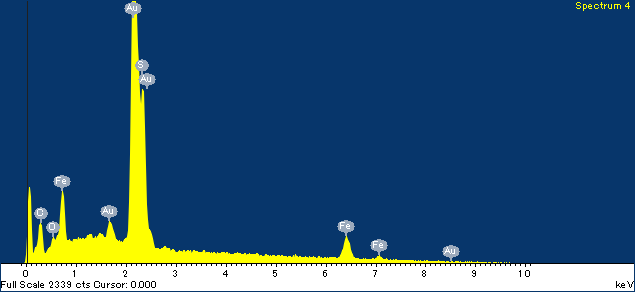 Spectrum 4
Au
S
Au
Fe
Au
O
Fe
Fe
Au
0 1 2 3 4 5 6 7 8 9 10
Full Scale 2339 cts Cursor: 0.000 keV